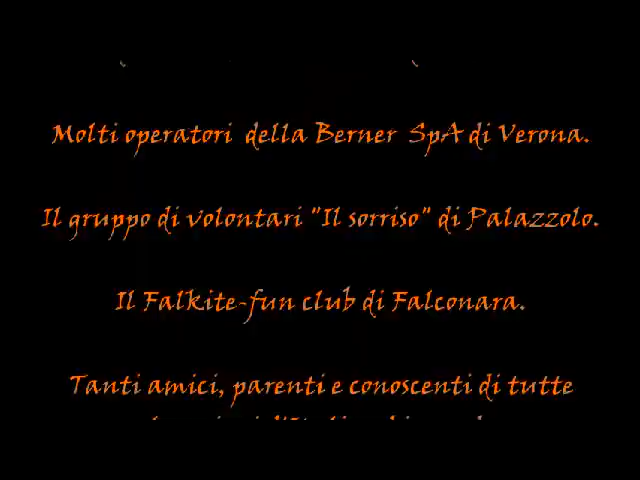 Molti operatori della Berner SpA di Verona.
Il gruppo di volontari "Il sorriso" di Palazzolo.
Il Falkite-fun club di Falconara.
Tanti amici, parenti e conoscenti di tutte